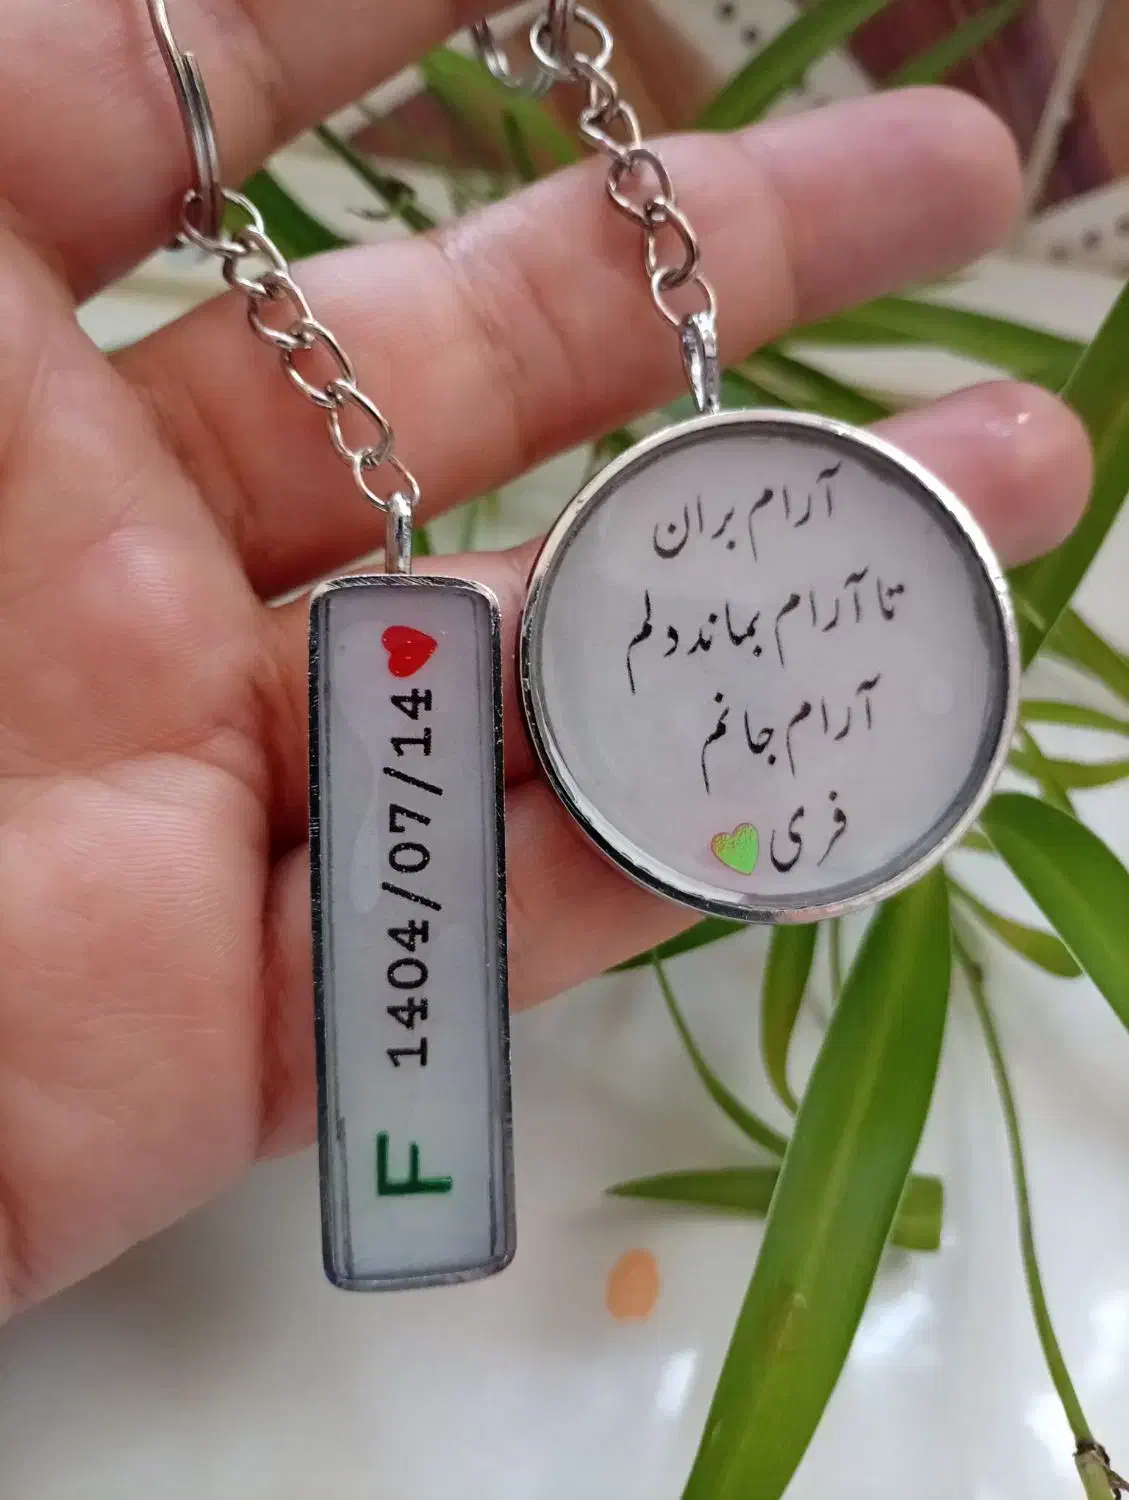 F 1404/07/14
آرام بران
تا آرام بماند دلم
آرام جانم
فری